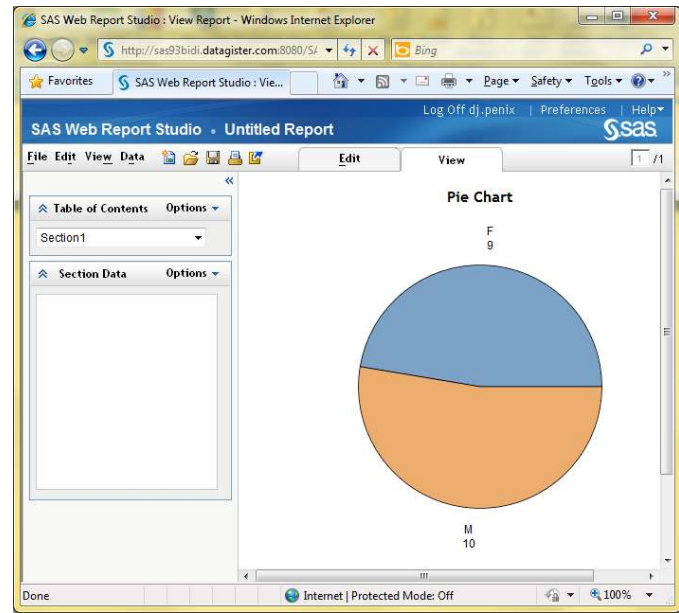 SAS Web Report Studio : View Report - Windows Internet Explorer
http://sas93bidi.datagister.com:8080/SA
Bing
Favorites
SAS Web Report Studio : Vie...
Page
Safety
Tools
Log Off dj.penix | Preferences | Help
SAS Web Report Studio • Untitled Report
sas
File Edit View Data
Edit
View
1 /1
Table of Contents Options
Section1
Section Data Options
Pie Chart
F
9
M
10
Done
Internet | Protected Mode: Off
100%